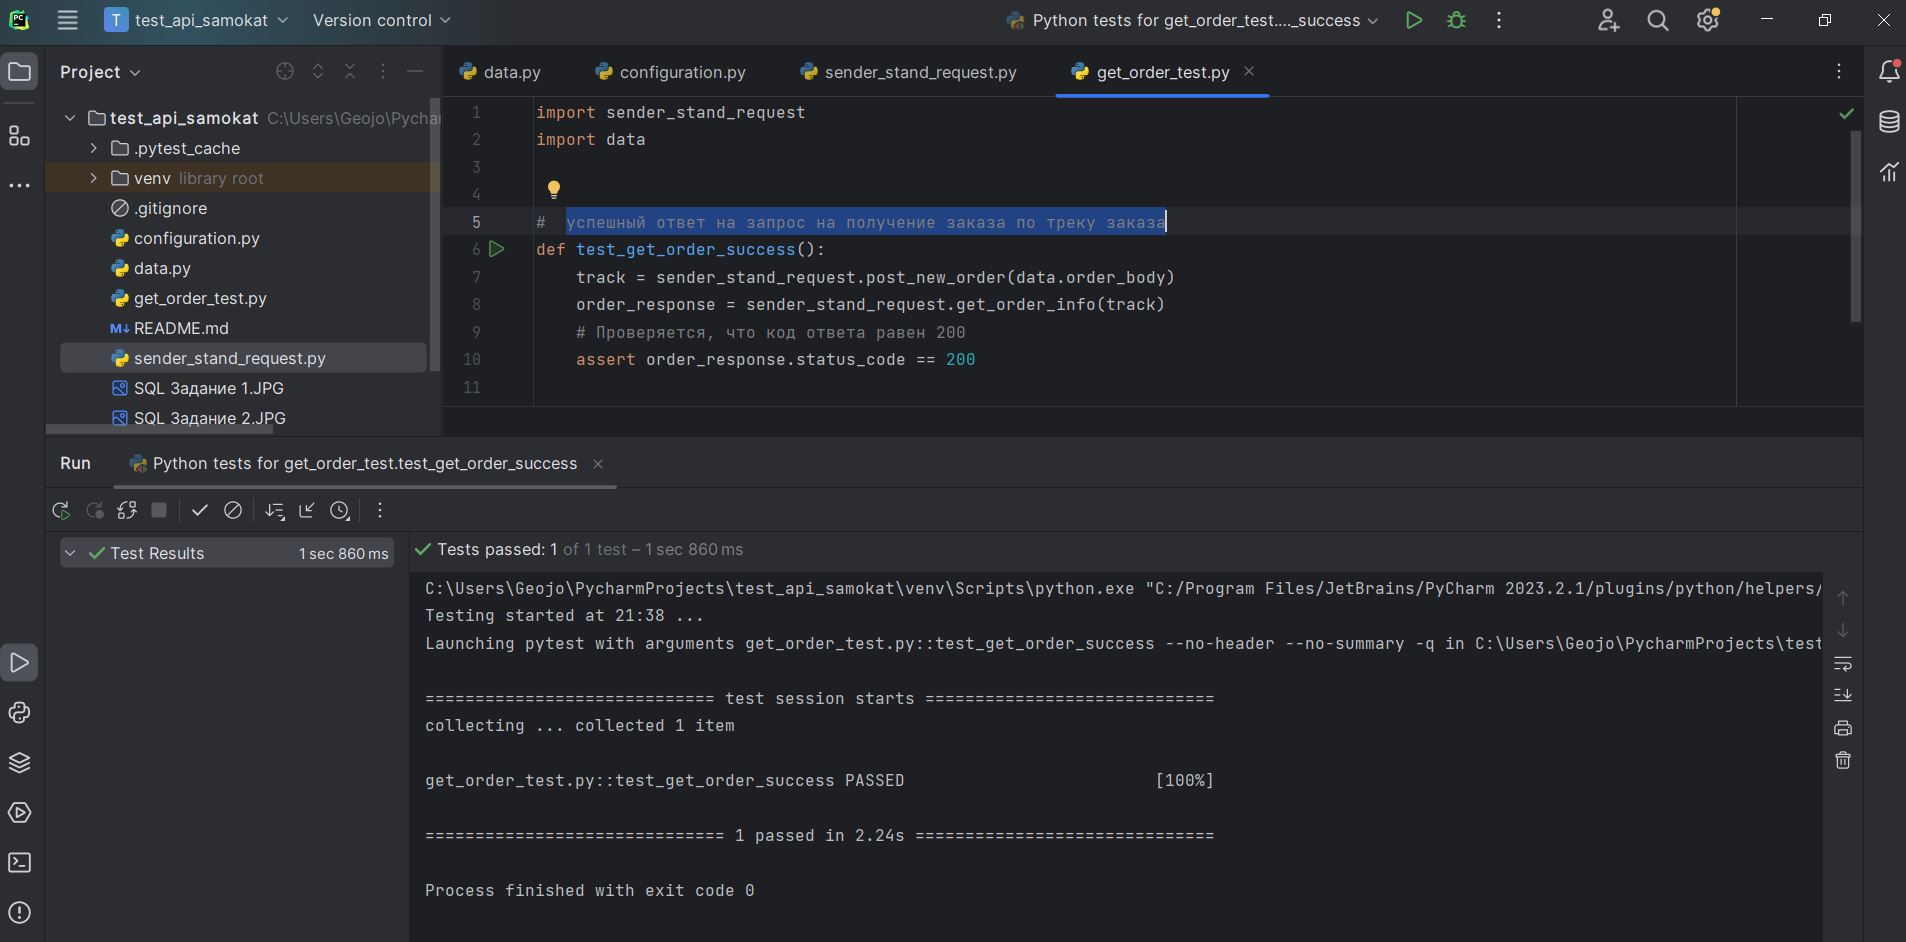 PC
T test_api_samokat
Version control
Python tests for get_order_test...._success
Project
data.py
configuration.py
sender_stand_request.py
get_order_test.py
test_api_samokat C:\Users\Geojo\Pychar
.pytest_cache
venv library root
.gitignore
configuration.py
data.py
get_order_test.py
M↓ README.md
sender_stand_request.py
SQL Задание 1.JPG
SQL Задание 2.JPG
1 import sender_stand_request
2 import data
3
4
5 # успешный ответ на запрос на получение заказа по треку заказа
6 def test_get_order_success():
7 track = sender_stand_request.post_new_order(data.order_body)
8 order_response = sender_stand_request.get_order_info(track)
9 # Проверяется, что код ответа равен 200
10 assert order_response.status_code == 200
11
Run
Python tests for get_order_test.test_get_order_success
Test Results 1 sec 860 ms
Tests passed: 1 of 1 test – 1 sec 860 ms
C:\Users\Geojo\PycharmProjects\test_api_samokat\venv\Scripts\python.exe "C:/Program Files/JetBrains/PyCharm 2023.2.1/plugins/python/helpers/
Testing started at 21:38 ...
Launching pytest with arguments get_order_test.py::test_get_order_success --no-header --no-summary -q in C:\Users\Geojo\PycharmProjects\test
============================= test session starts =============================
collecting ... collected 1 item
get_order_test.py::test_get_order_success PASSED [100%]
============================== 1 passed in 2.24s ==============================
Process finished with exit code 0